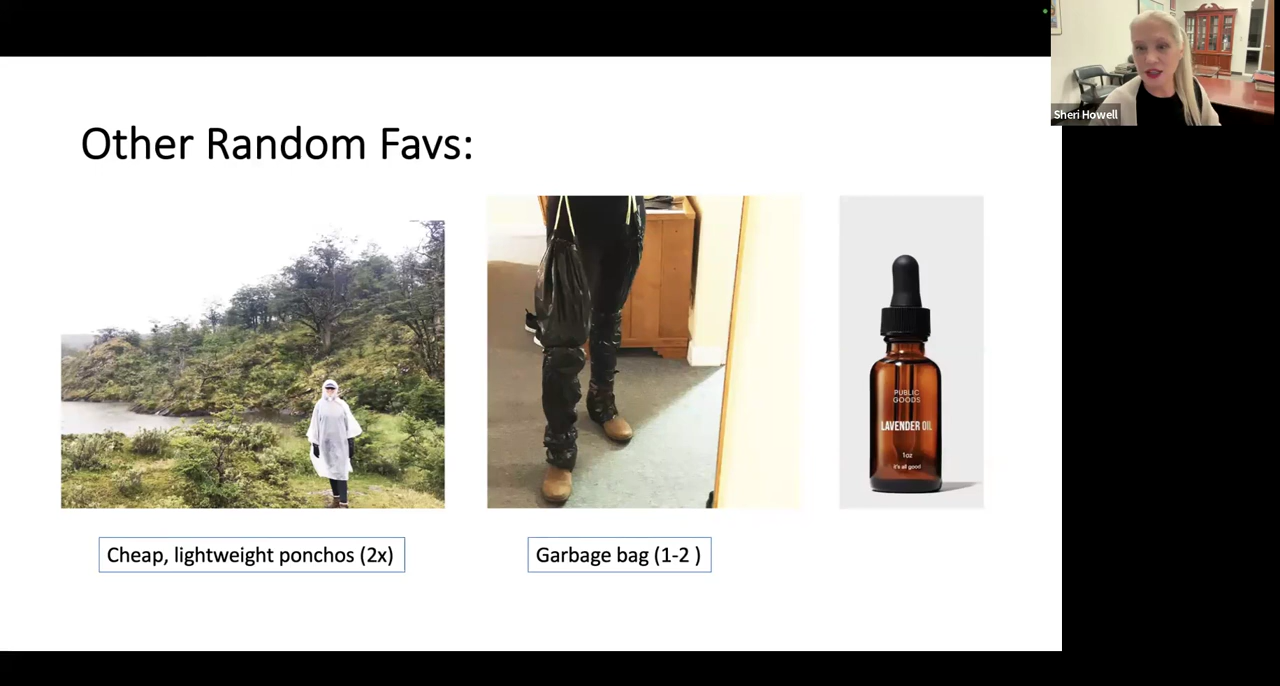 Sheri Howell
Other Random Favs:
PUBLIC
GOODS
LAVENDER OIL
1oz
it's all good
Cheap, lightweight ponchos (2x)
Garbage bag (1-2 )